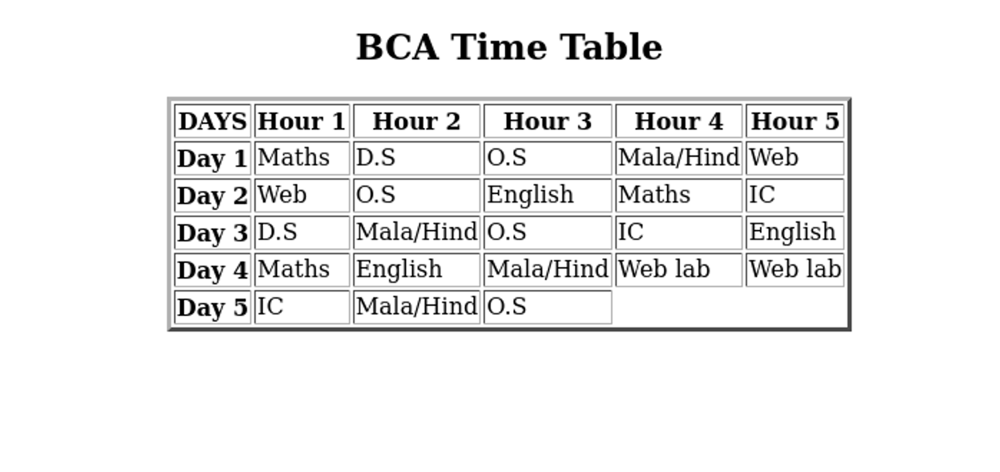 BCA Time Table
DAYS Hour 1 Hour 2 Hour 3 Hour 4 Hour 5
Day 1 Maths D.S O.S Mala/Hind Web
Day 2 Web O.S English Maths IC
Day 3 D.S Mala/Hind O.S IC English
Day 4 Maths English Mala/Hind Web lab Web lab
Day 5 IC Mala/Hind O.S